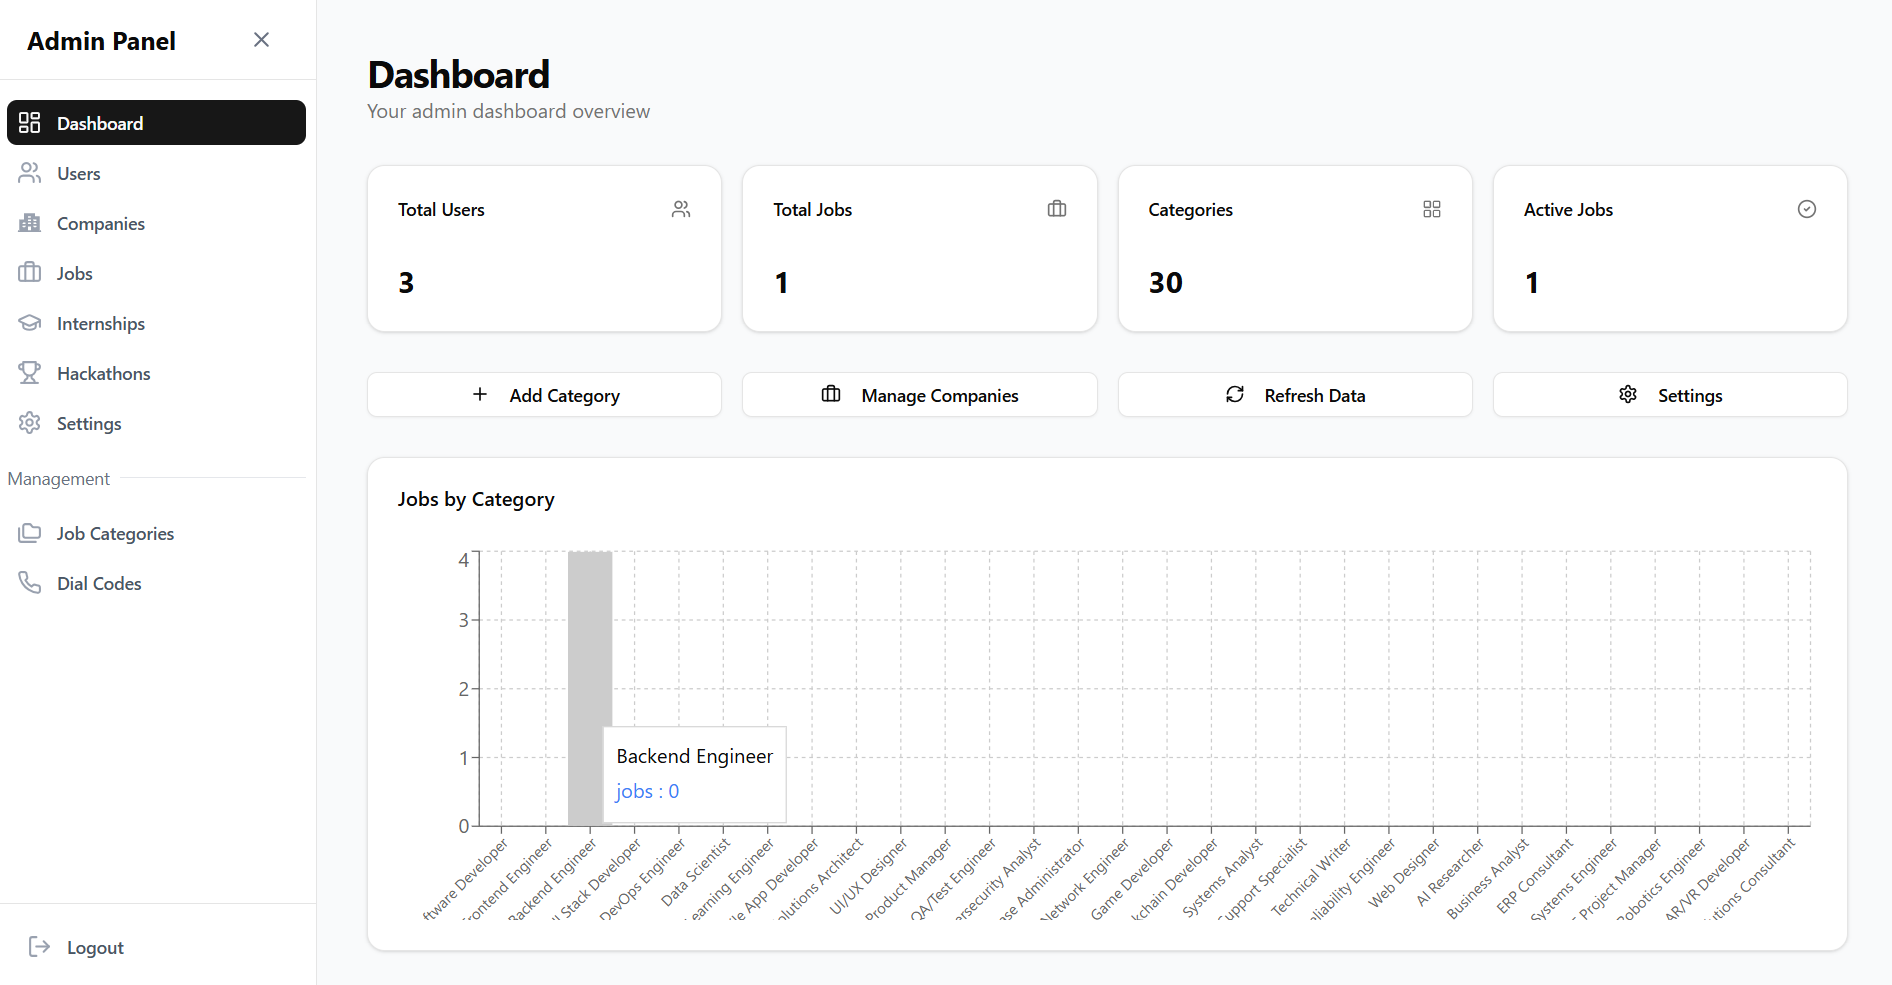 Admin Panel
Dashboard
Users
Companies
Jobs
Internships
Hackathons
Settings
Management
Job Categories
Dial Codes
Logout
Dashboard
Your admin dashboard overview
Total Users
3
Total Jobs
1
Categories
30
Active Jobs
1
Add Category
Manage Companies
Refresh Data
Settings
Jobs by Category
4
3
2
1
0
Backend Engineer
jobs : 0
ftware Developer
rontend Engineer
Backend Engineer
ll Stack Developer
DevOps Engineer
Data Scientist
earning Engineer
le App Developer
olutions Architect
UI/UX Designer
Product Manager
QA/Test Engineer
ersecurity Analyst
ase Administrator
Network Engineer
Game Developer
kchain Developer
Systems Analyst
Support Specialist
Technical Writer
eliability Engineer
Web Designer
AI Researcher
Business Analyst
ERP Consultant
Systems Engineer
Project Manager
Robotics Engineer
AR/VR Developer
utions Consultant